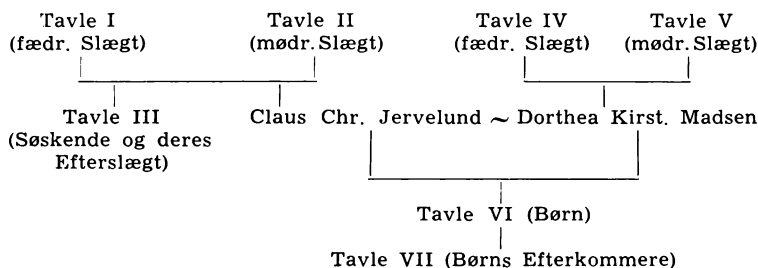 Tavle I Tavle II Tavle IV Tavle V
(fædr. Slægt) (mødr. Slægt) (fædr. Slægt) (mødr. Slægt)
Tavle III Claus Chr. Jervelund ~ Dorthea Kirst. Madsen
(Søskende og deres
Efterslægt)
Tavle VI (Børn)
Tavle VII (Børns Efterkommere)